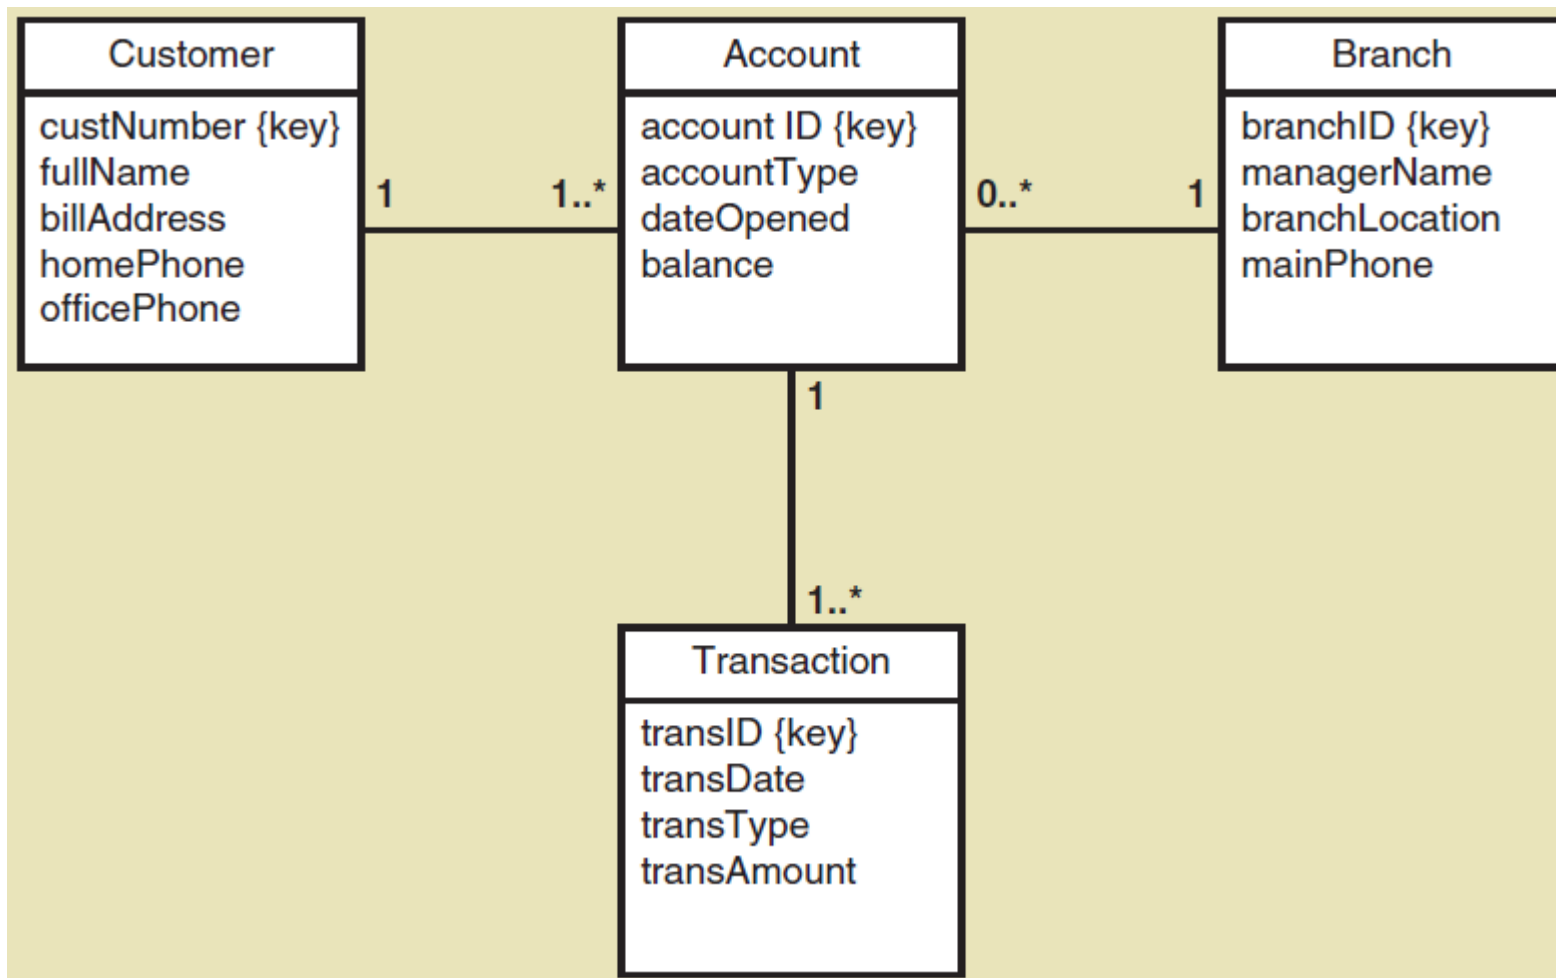 Customer
custNumber {key}
fullName
billAddress
homePhone
officePhone
1
1..*
Account
account ID {key}
accountType
dateOpened
balance
0..*
1
Branch
branchID {key}
managerName
branchLocation
mainPhone
1
1..*
Transaction
transID {key}
transDate
transType
transAmount